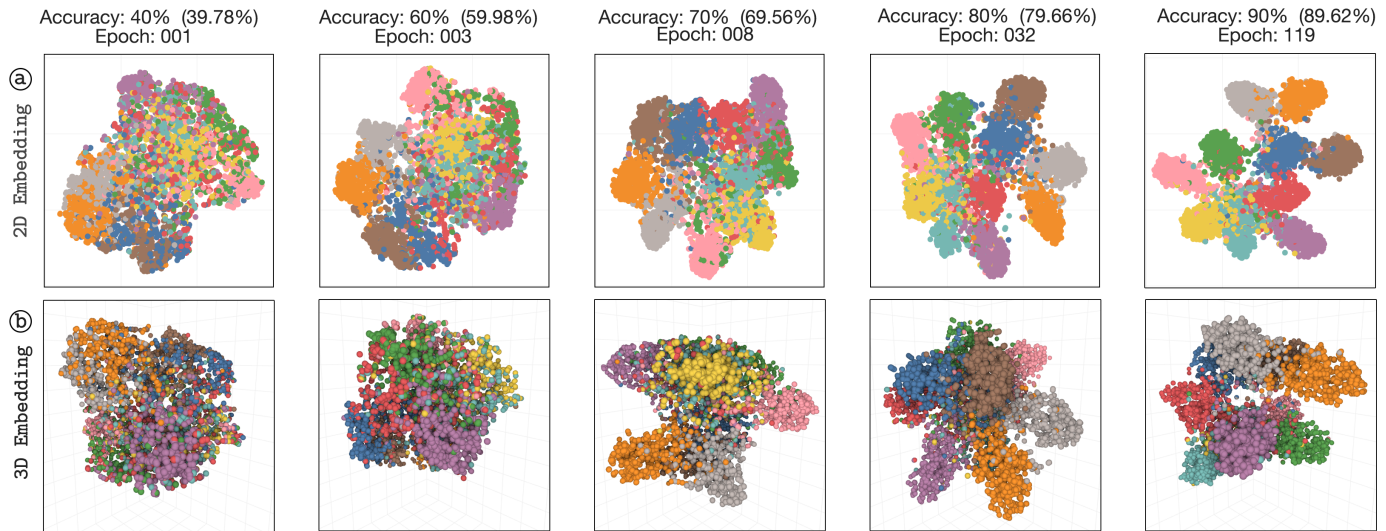 Accuracy: 40% (39.78%)
Epoch: 001
Accuracy: 60% (59.98%)
Epoch: 003
Accuracy: 70% (69.56%)
Epoch: 008
Accuracy: 80% (79.66%)
Epoch: 032
Accuracy: 90% (89.62%)
Epoch: 119
ⓐ
2D Embedding
ⓑ
3D Embedding